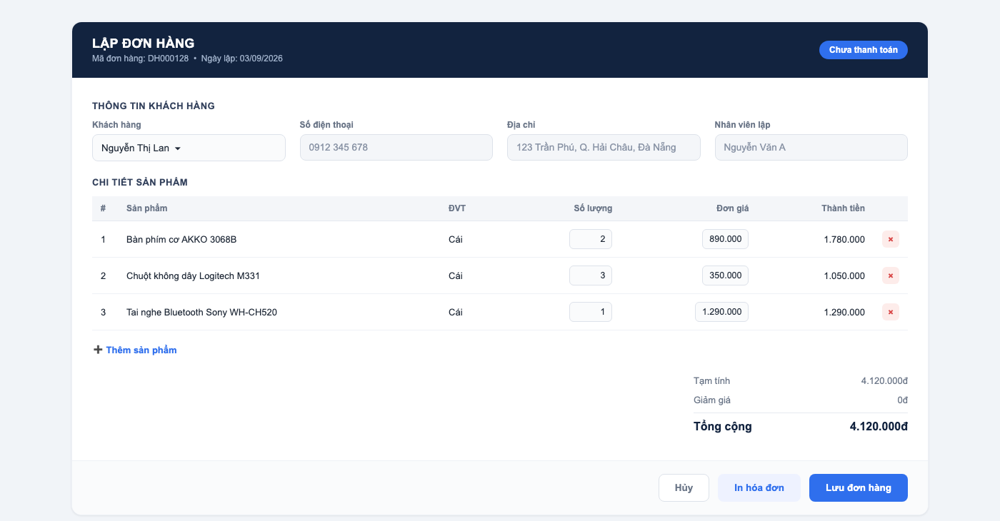 LẬP ĐƠN HÀNG
Mã đơn hàng: DH000128 • Ngày lập: 03/09/2026
Chưa thanh toán
THÔNG TIN KHÁCH HÀNG
Khách hàng Số điện thoại Địa chỉ Nhân viên lập
Nguyễn Thị Lan 0912 345 678 123 Trần Phú, Q. Hải Châu, Đà Nẵng Nguyễn Văn A
CHI TIẾT SẢN PHẨM
# Sản phẩm ĐVT Số lượng Đơn giá Thành tiền
1 Bàn phím cơ AKKO 3068B Cái 2 890.000 1.780.000
2 Chuột không dây Logitech M331 Cái 3 350.000 1.050.000
3 Tai nghe Bluetooth Sony WH-CH520 Cái 1 1.290.000 1.290.000
+ Thêm sản phẩm
Tạm tính 4.120.000đ
Giảm giá 0đ
Tổng cộng 4.120.000đ
Hủy In hóa đơn Lưu đơn hàng